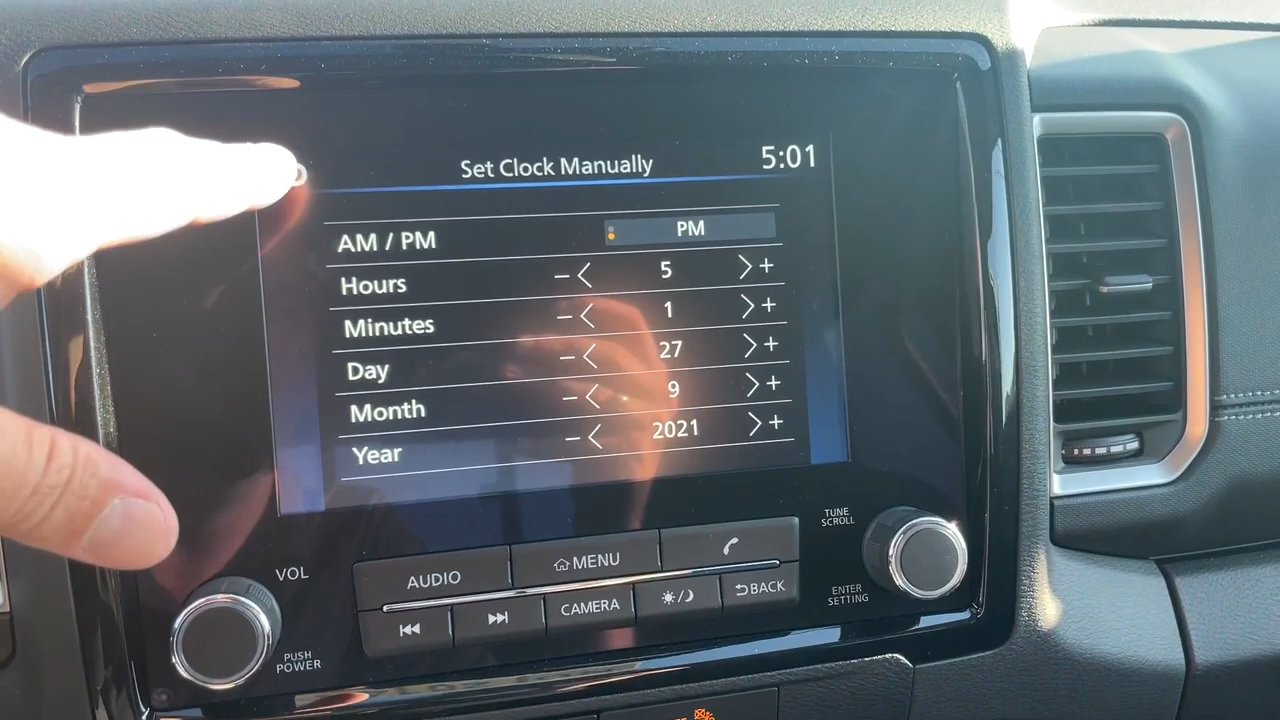 Set Clock Manually 5:01
AM / PM PM
Hours − 5 +
Minutes − 1 +
Day − 27 +
Month − 9 +
Year − 2021 +
AUDIO MENU
CAMERA BACK
VOL
PUSH
POWER
TUNE
SCROLL
ENTER
SETTING